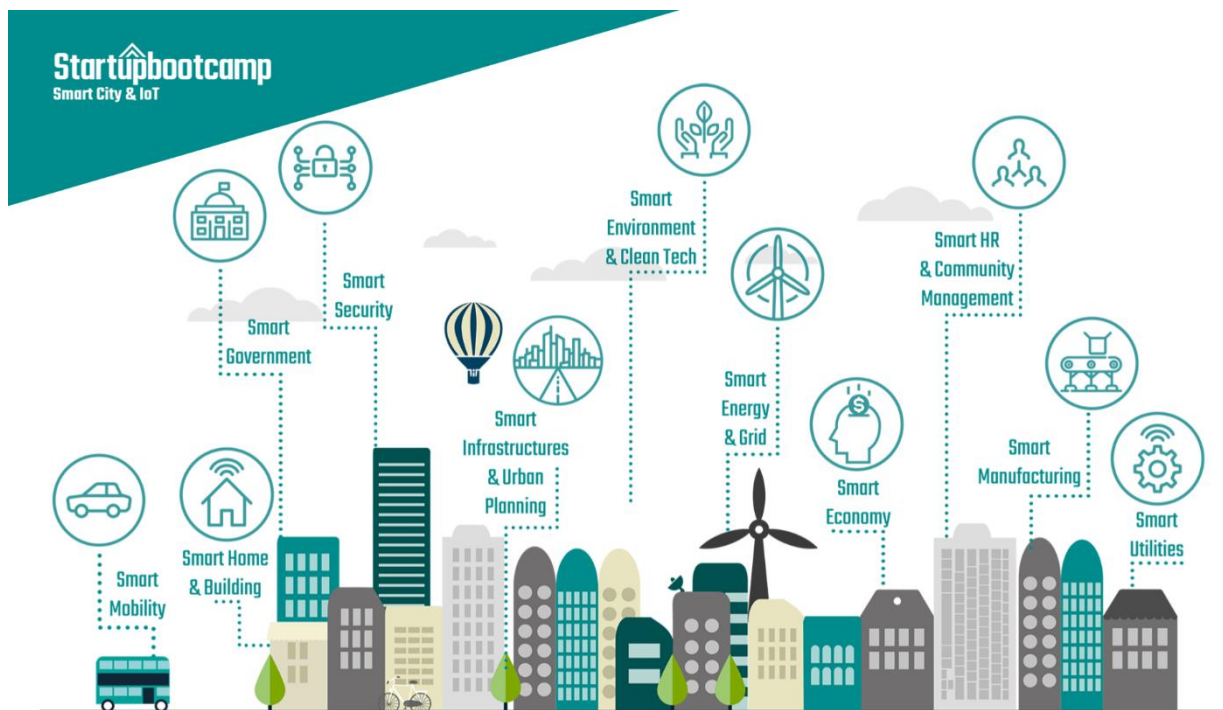 Startupbootcamp
Smart City & IoT
Smart
Security
Smart
Government
Smart
Environment
& Clean Tech
Smart HR
& Community
Management
Smart
Infrastructures
& Urban
Planning
Smart
Energy
& Grid
Smart
Economy
Smart
Manufacturing
Smart
Utilities
Smart Home
& Building
Smart
Mobility